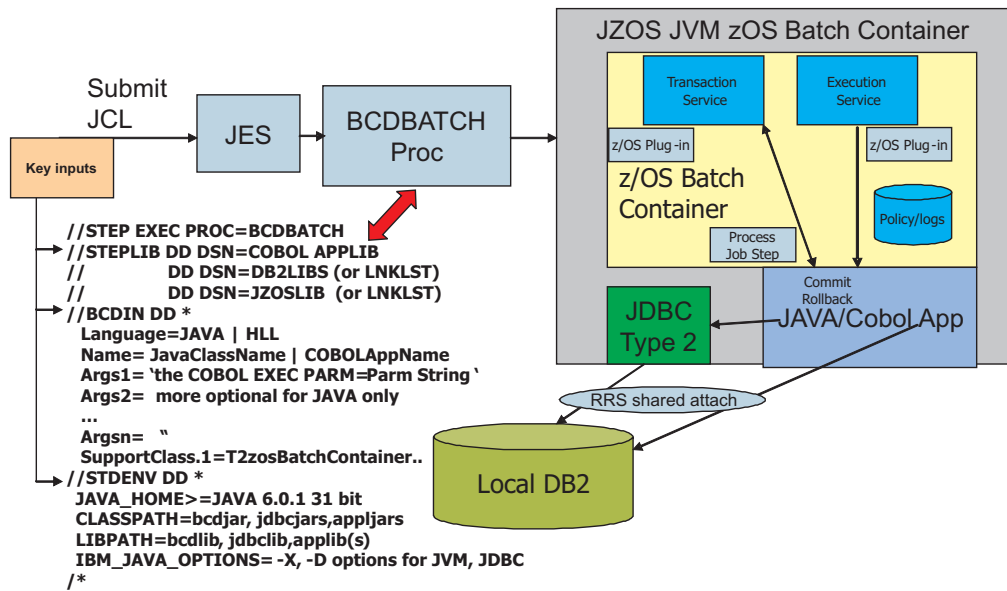 JZOS JVM zOS Batch Container
Submit
JCL
JES
BCDBATCH
Proc
Transaction
Service
Execution
Service
z/OS Plug-in
z/OS Plug-in
Key inputs
z/OS Batch
Container
Policy/logs
Process
Job Step
//STEP EXEC PROC=BCDBATCH
//STEPLIB DD DSN=COBOL APPLIB
// DD DSN=DB2LIBS (or LNKLST)
// DD DSN=JZOSLIB (or LNKLST)
//BCDIN DD *
Language=JAVA | HLL
Name= JavaClassName | COBOLAppName
Args1= ‘the COBOL EXEC PARM=Parm String ‘
Args2= more optional for JAVA only
...
Argsn= “
SupportClass.1=T2zosBatchContainer..
//STDENV DD *
JAVA_HOME>=JAVA 6.0.1 31 bit
CLASSPATH=bcdjar, jdbcjars,appljars
LIBPATH=bcdlib, jdbclib,applib(s)
IBM_JAVA_OPTIONS= -X, -D options for JVM, JDBC
/*
Commit
Rollback
JAVA/Cobol App
JDBC
Type 2
RRS shared attach
Local DB2